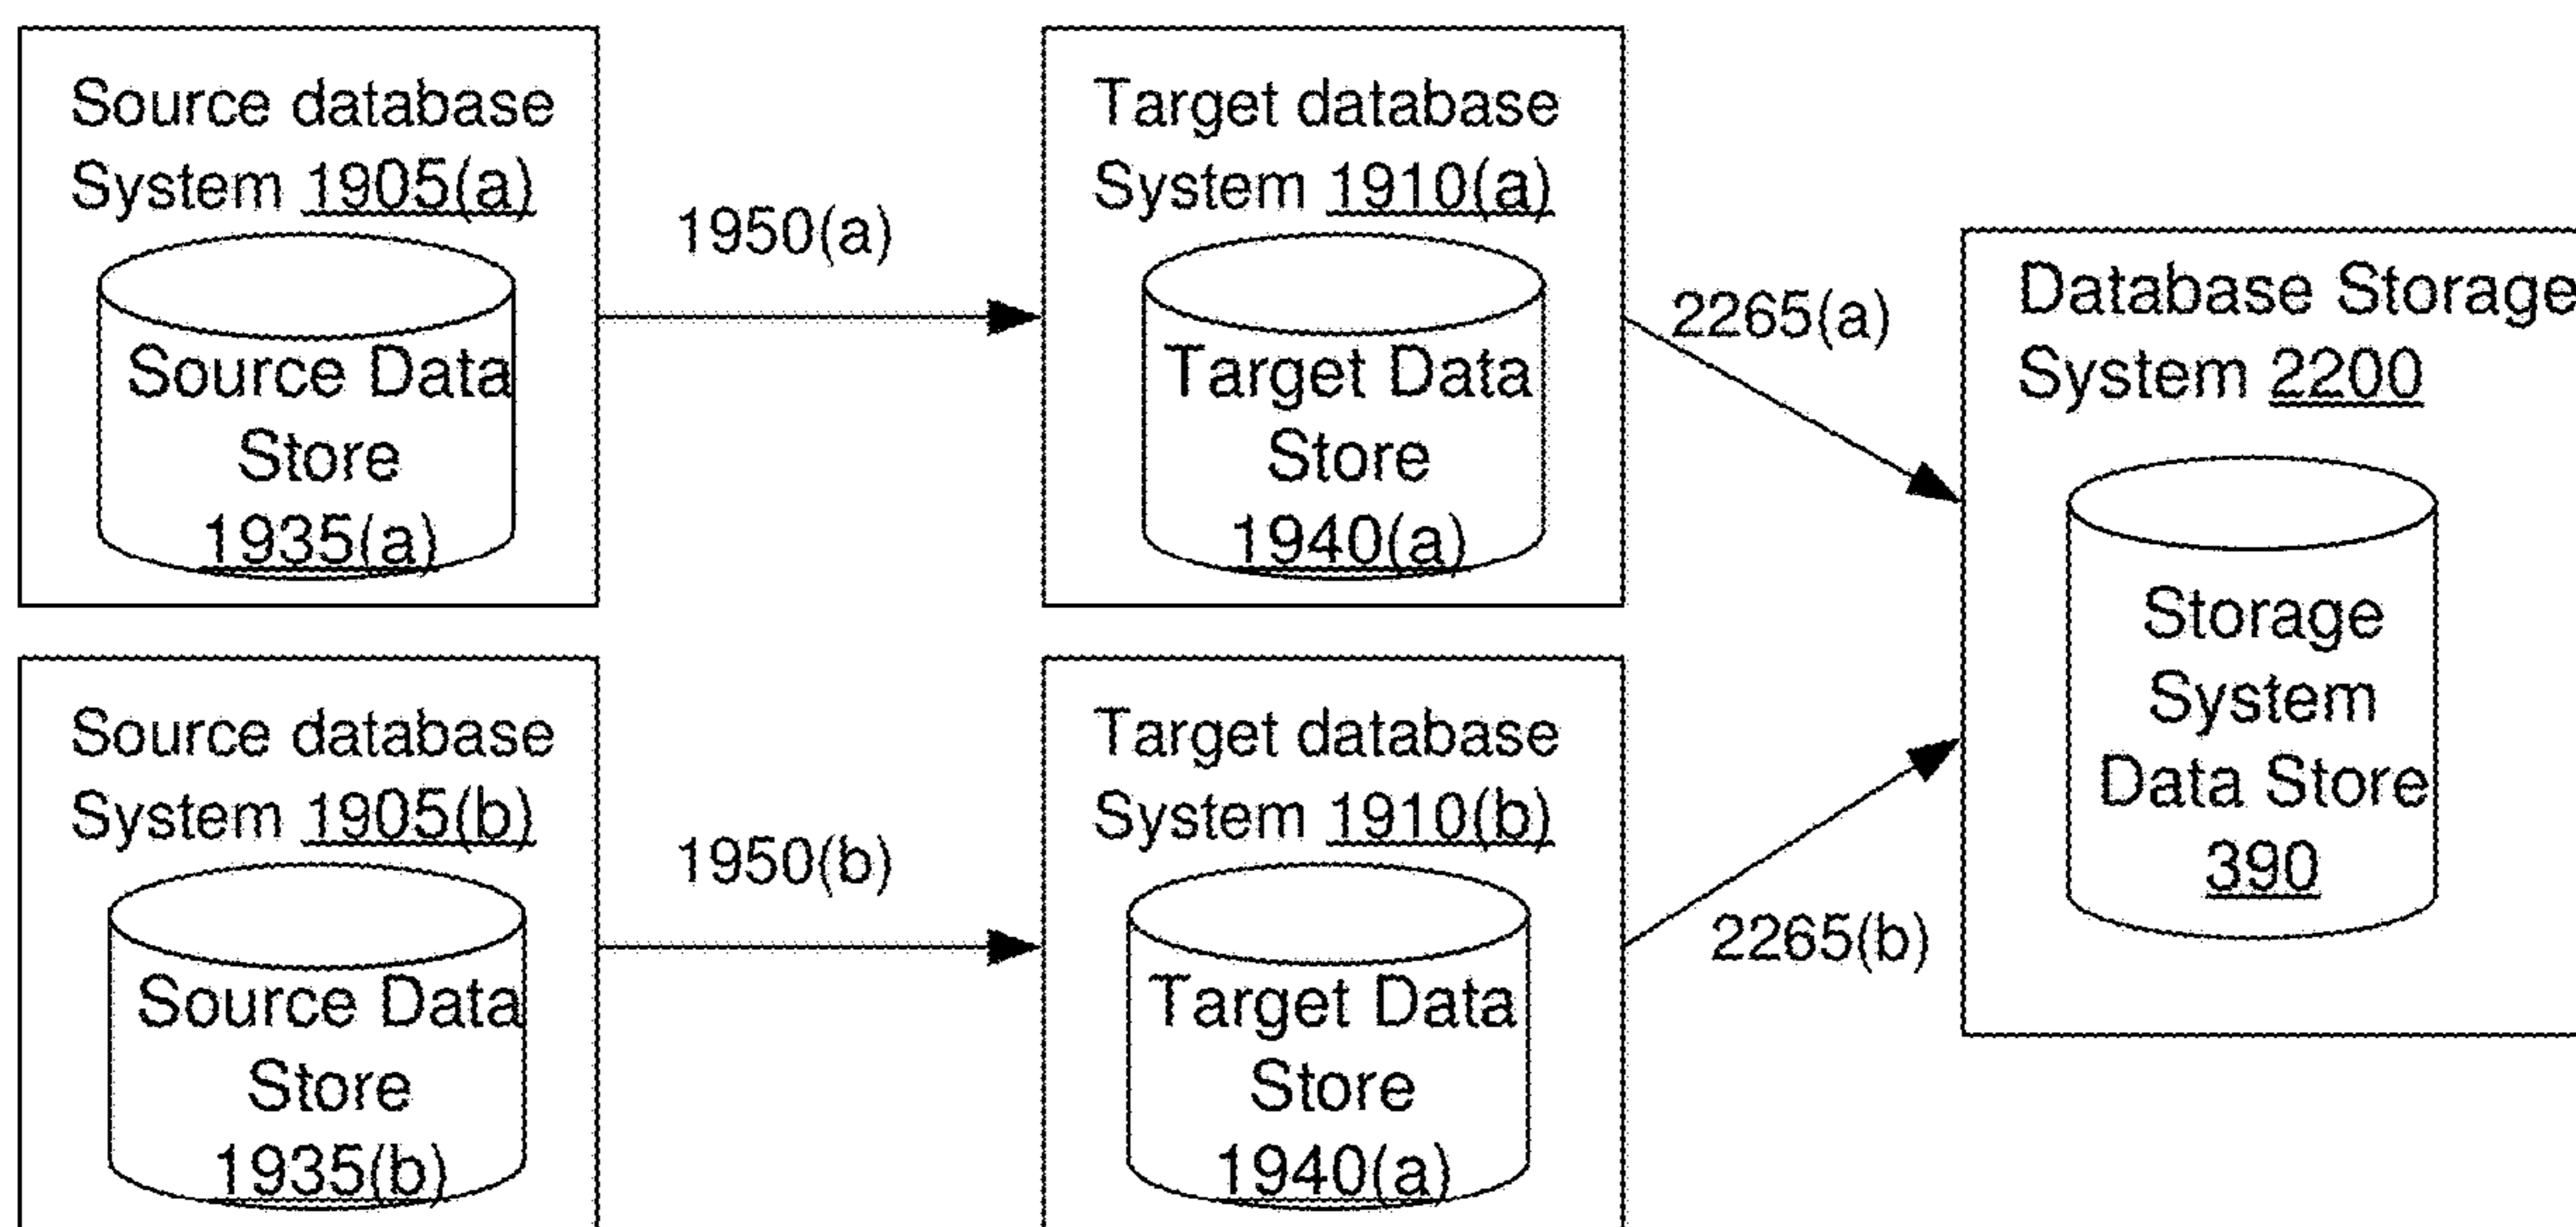 Source database
System 1905(a)
Source Data
Store
1935(a)
1950(a)
Target database
System 1910(a)
Target Data
Store
1940(a)
2265(a)
Database Storage
System 2200
Storage
System
Data Store
390
Source database
System 1905(b)
Source Data
Store
1935(b)
1950(b)
Target database
System 1910(b)
Target Data
Store
1940(a)
2265(b)